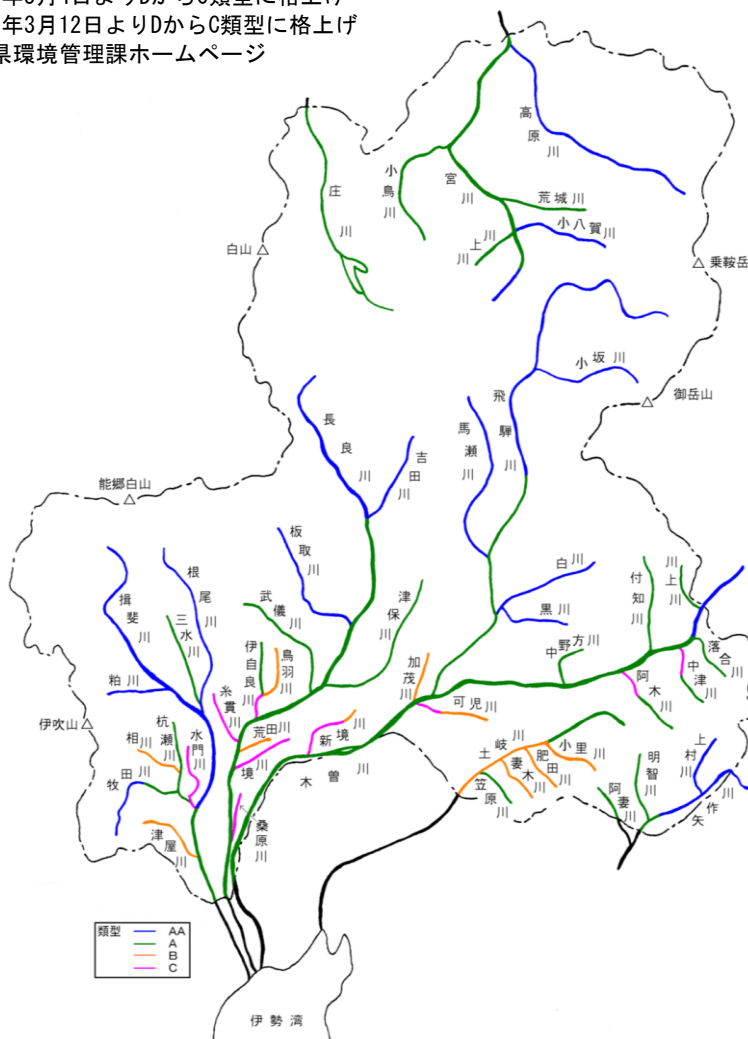 年3月12日よりDからC類型に格上げ
県環境管理課ホームページ
高原川
小鳥川
宮川
庄川
荒城川
小八賀川
川上川
白山
乗鞍岳
小坂川
御岳山
飛騨川
馬瀬川
長良川
吉田川
能郷白山
板取川
根尾川
揖斐川
三水川
武儀川
津保川
白川
黒川
付知川
川上川
落合川
中津川
阿木川
中野方川
伊自良川
鳥羽川
加茂川
可児川
糸貫川
粕川
伊吹山
杭瀬川
水門川
相川
牧田川
津屋川
荒田川
境川
新境川
木曽川
桑原川
土岐川
肥田川
小里川
妻木川
笠原川
阿妻川
明智川
上村川
矢作川
類型
AA
A
B
C
伊勢湾